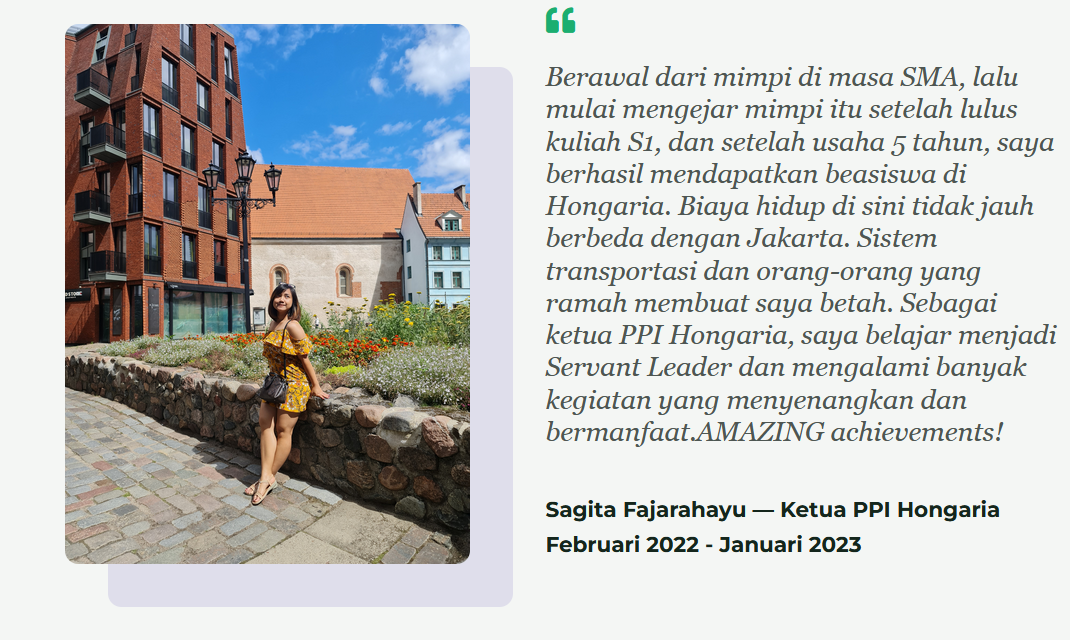 Berawal dari mimpi di masa SMA, lalu
mulai mengejar mimpi itu setelah lulus
kuliah S1, dan setelah usaha 5 tahun, saya
berhasil mendapatkan beasiswa di
Hongaria. Biaya hidup di sini tidak jauh
berbeda dengan Jakarta. Sistem
transportasi dan orang-orang yang
ramah membuat saya betah. Sebagai
ketua PPI Hongaria, saya belajar menjadi
Servant Leader dan mengalami banyak
kegiatan yang menyenangkan dan
bermanfaat.AMAZING achievements!
Sagita Fajarahayu — Ketua PPI Hongaria
Februari 2022 - Januari 2023